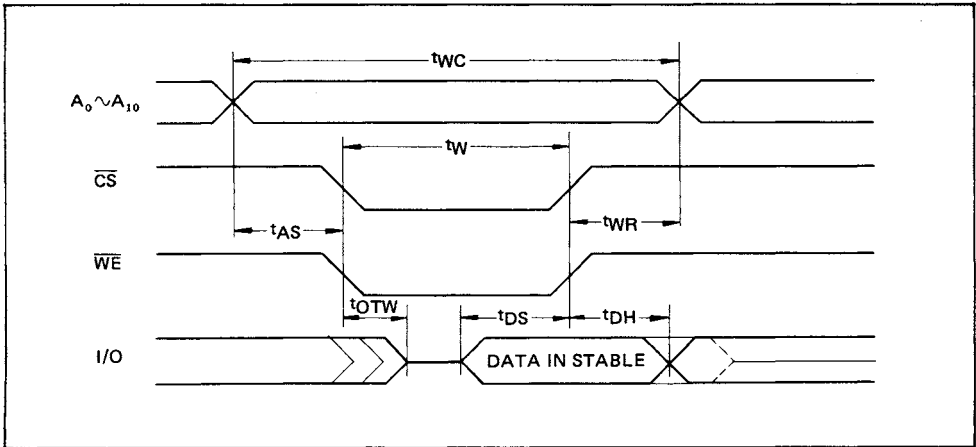 tWC
A0~A10
tW
CS
tWR
tAS
WE
tOTW
tDS
tDH
I/O
DATA IN STABLE